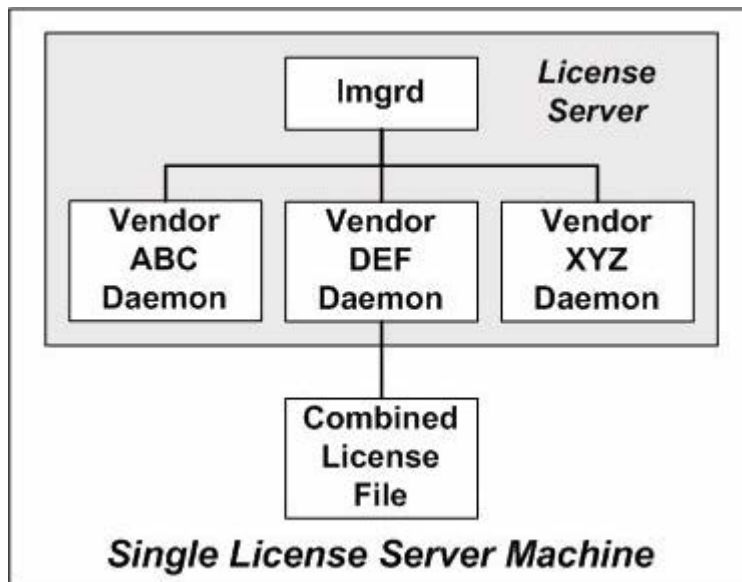 lmgrd
License
Server
Vendor
ABC
Daemon
Vendor
DEF
Daemon
Vendor
XYZ
Daemon
Combined
License
File
Single License Server Machine